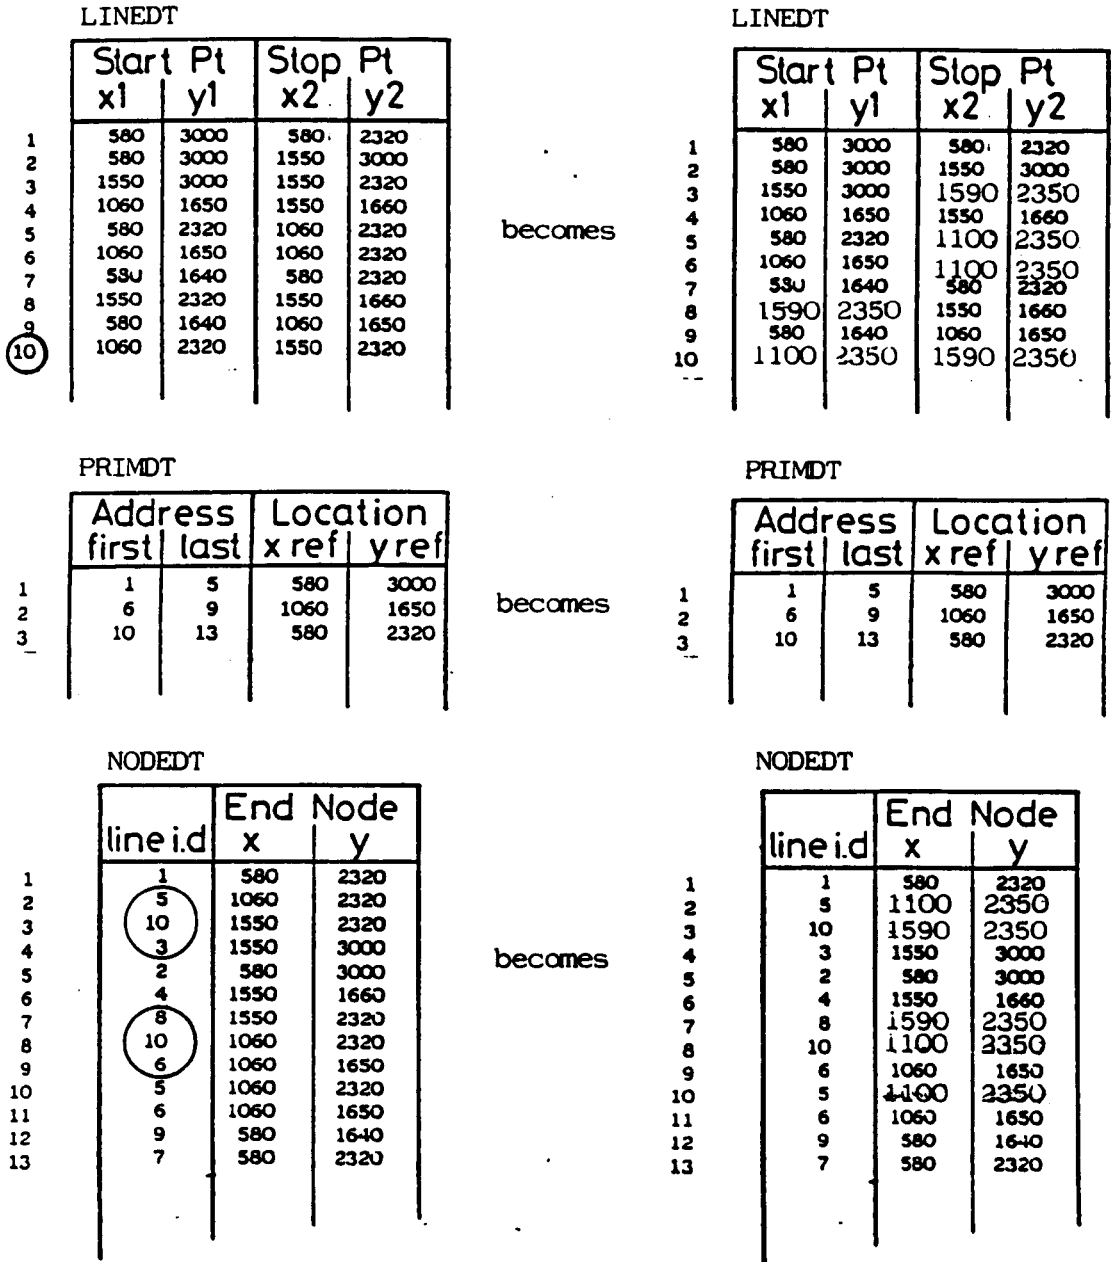 LINEDT
Start Pt Stop Pt
x1 y1 x2 y2
1 580 3000 580 2320
2 580 3000 1550 3000
3 1550 3000 1550 2320
4 1060 1650 1550 1660
5 580 2320 1060 2320
6 1060 1650 1060 2320
7 580 1640 580 2320
8 1550 2320 1550 1660
9 580 1640 1060 1650
10 1060 2320 1550 2320
becomes
LINEDT
Start Pt Stop Pt
x1 y1 x2 y2
1 580 3000 580 2320
2 580 3000 1550 3000
3 1550 3000 1590 2350
4 1060 1650 1550 1660
5 580 2320 1100 2350
6 1060 1650 1100 2350
7 580 1640 580 2320
8 1590 2350 1550 1660
9 580 1640 1060 1650
10 1100 2350 1590 2350
PRIMDT
Address Location
first last x ref y ref
1 1 5 580 3000
2 6 9 1060 1650
3 10 13 580 2320
becomes
PRIMDT
Address Location
first last x ref y ref
1 1 5 580 3000
2 6 9 1060 1650
3 10 13 580 2320
NODEDT
End Node
line i.d x y
1 1 580 2320
2 5 1060 2320
3 10 1550 2320
4 3 1550 3000
5 2 580 3000
6 4 1550 1660
7 8 1550 2320
8 10 1060 2320
9 6 1060 1650
10 5 1060 2320
11 6 1060 1650
12 9 580 1640
13 7 580 2320
becomes
NODEDT
End Node
line i.d x y
1 1 580 2320
2 5 1100 2350
3 10 1590 2350
4 3 1550 3000
5 2 580 3000
6 4 1550 1660
7 8 1590 2350
8 10 1100 2350
9 6 1060 1650
10 5 1100 2350
11 6 1060 1650
12 9 580 1640
13 7 580 2320